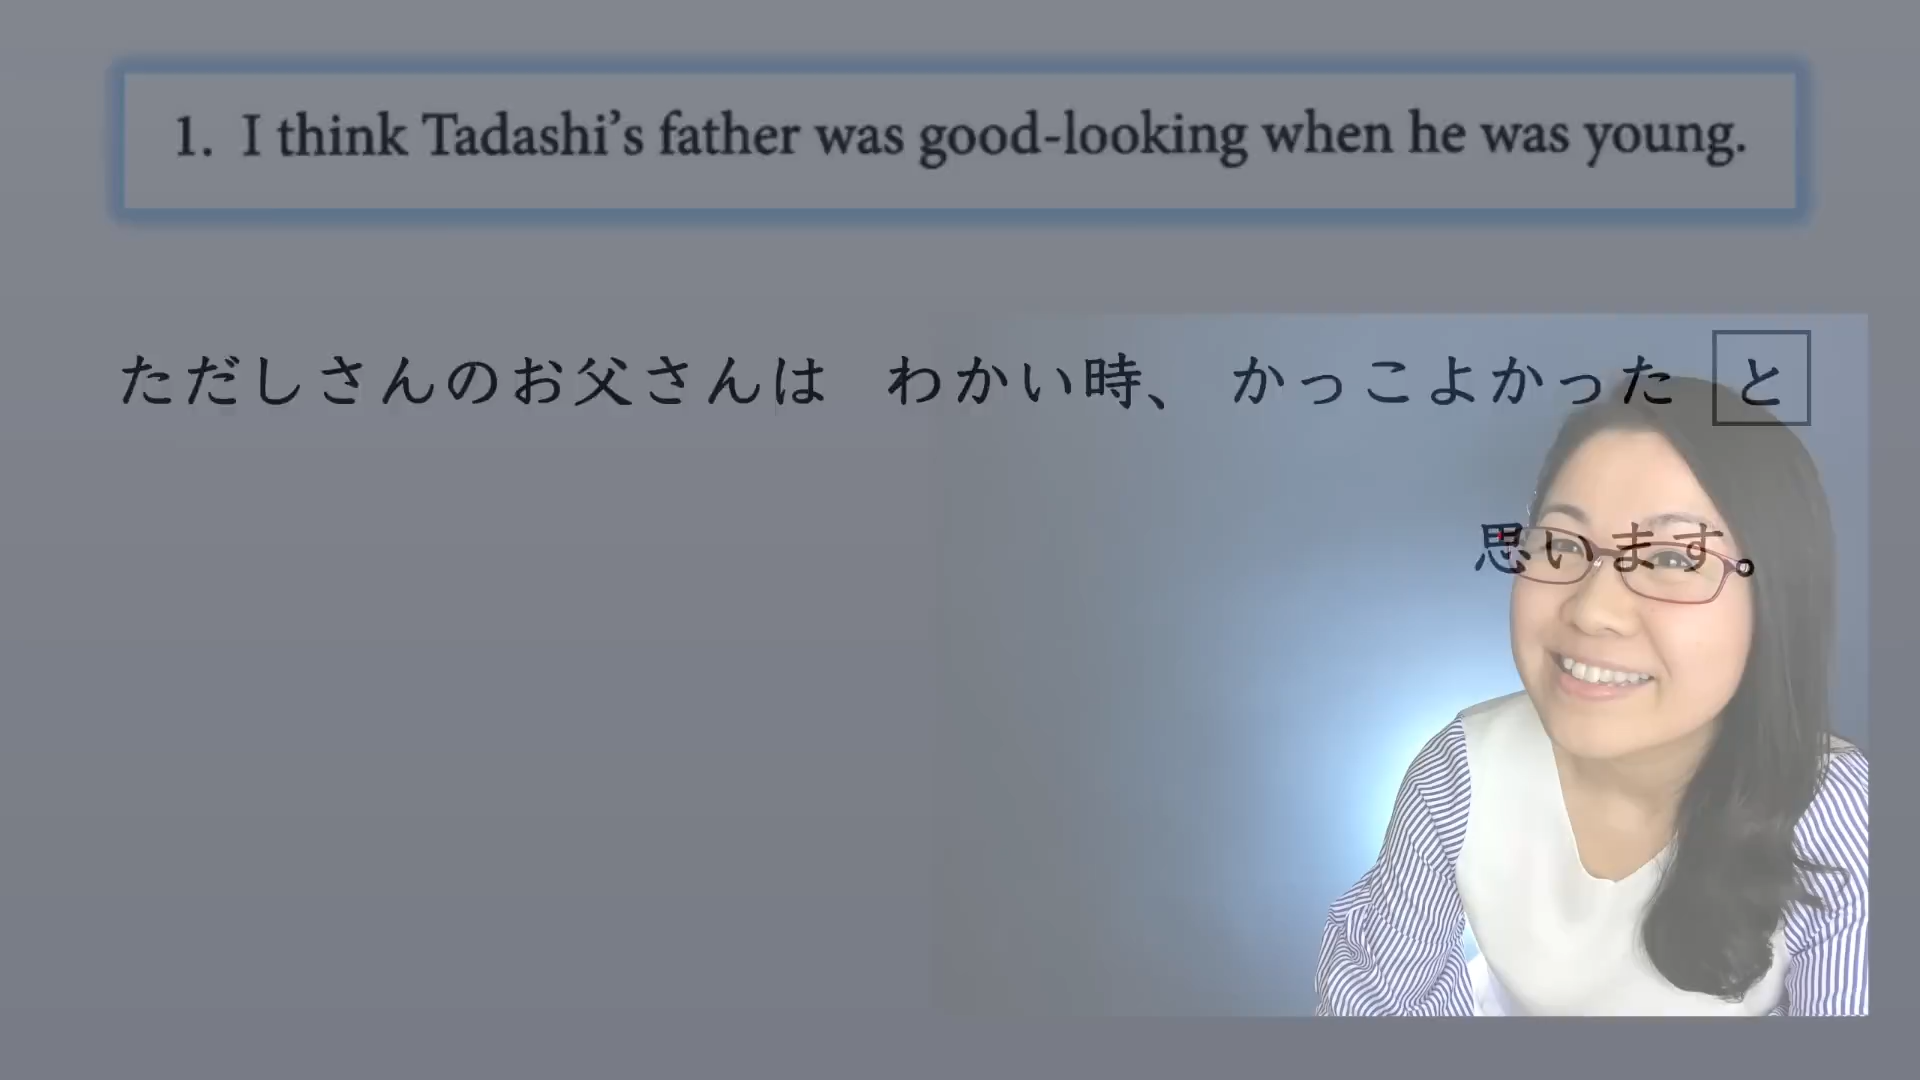 1. I think Tadashi's father was good-looking when he was young.
ただしさんのお父さんは わかい時、 かっこよかった と
思います。